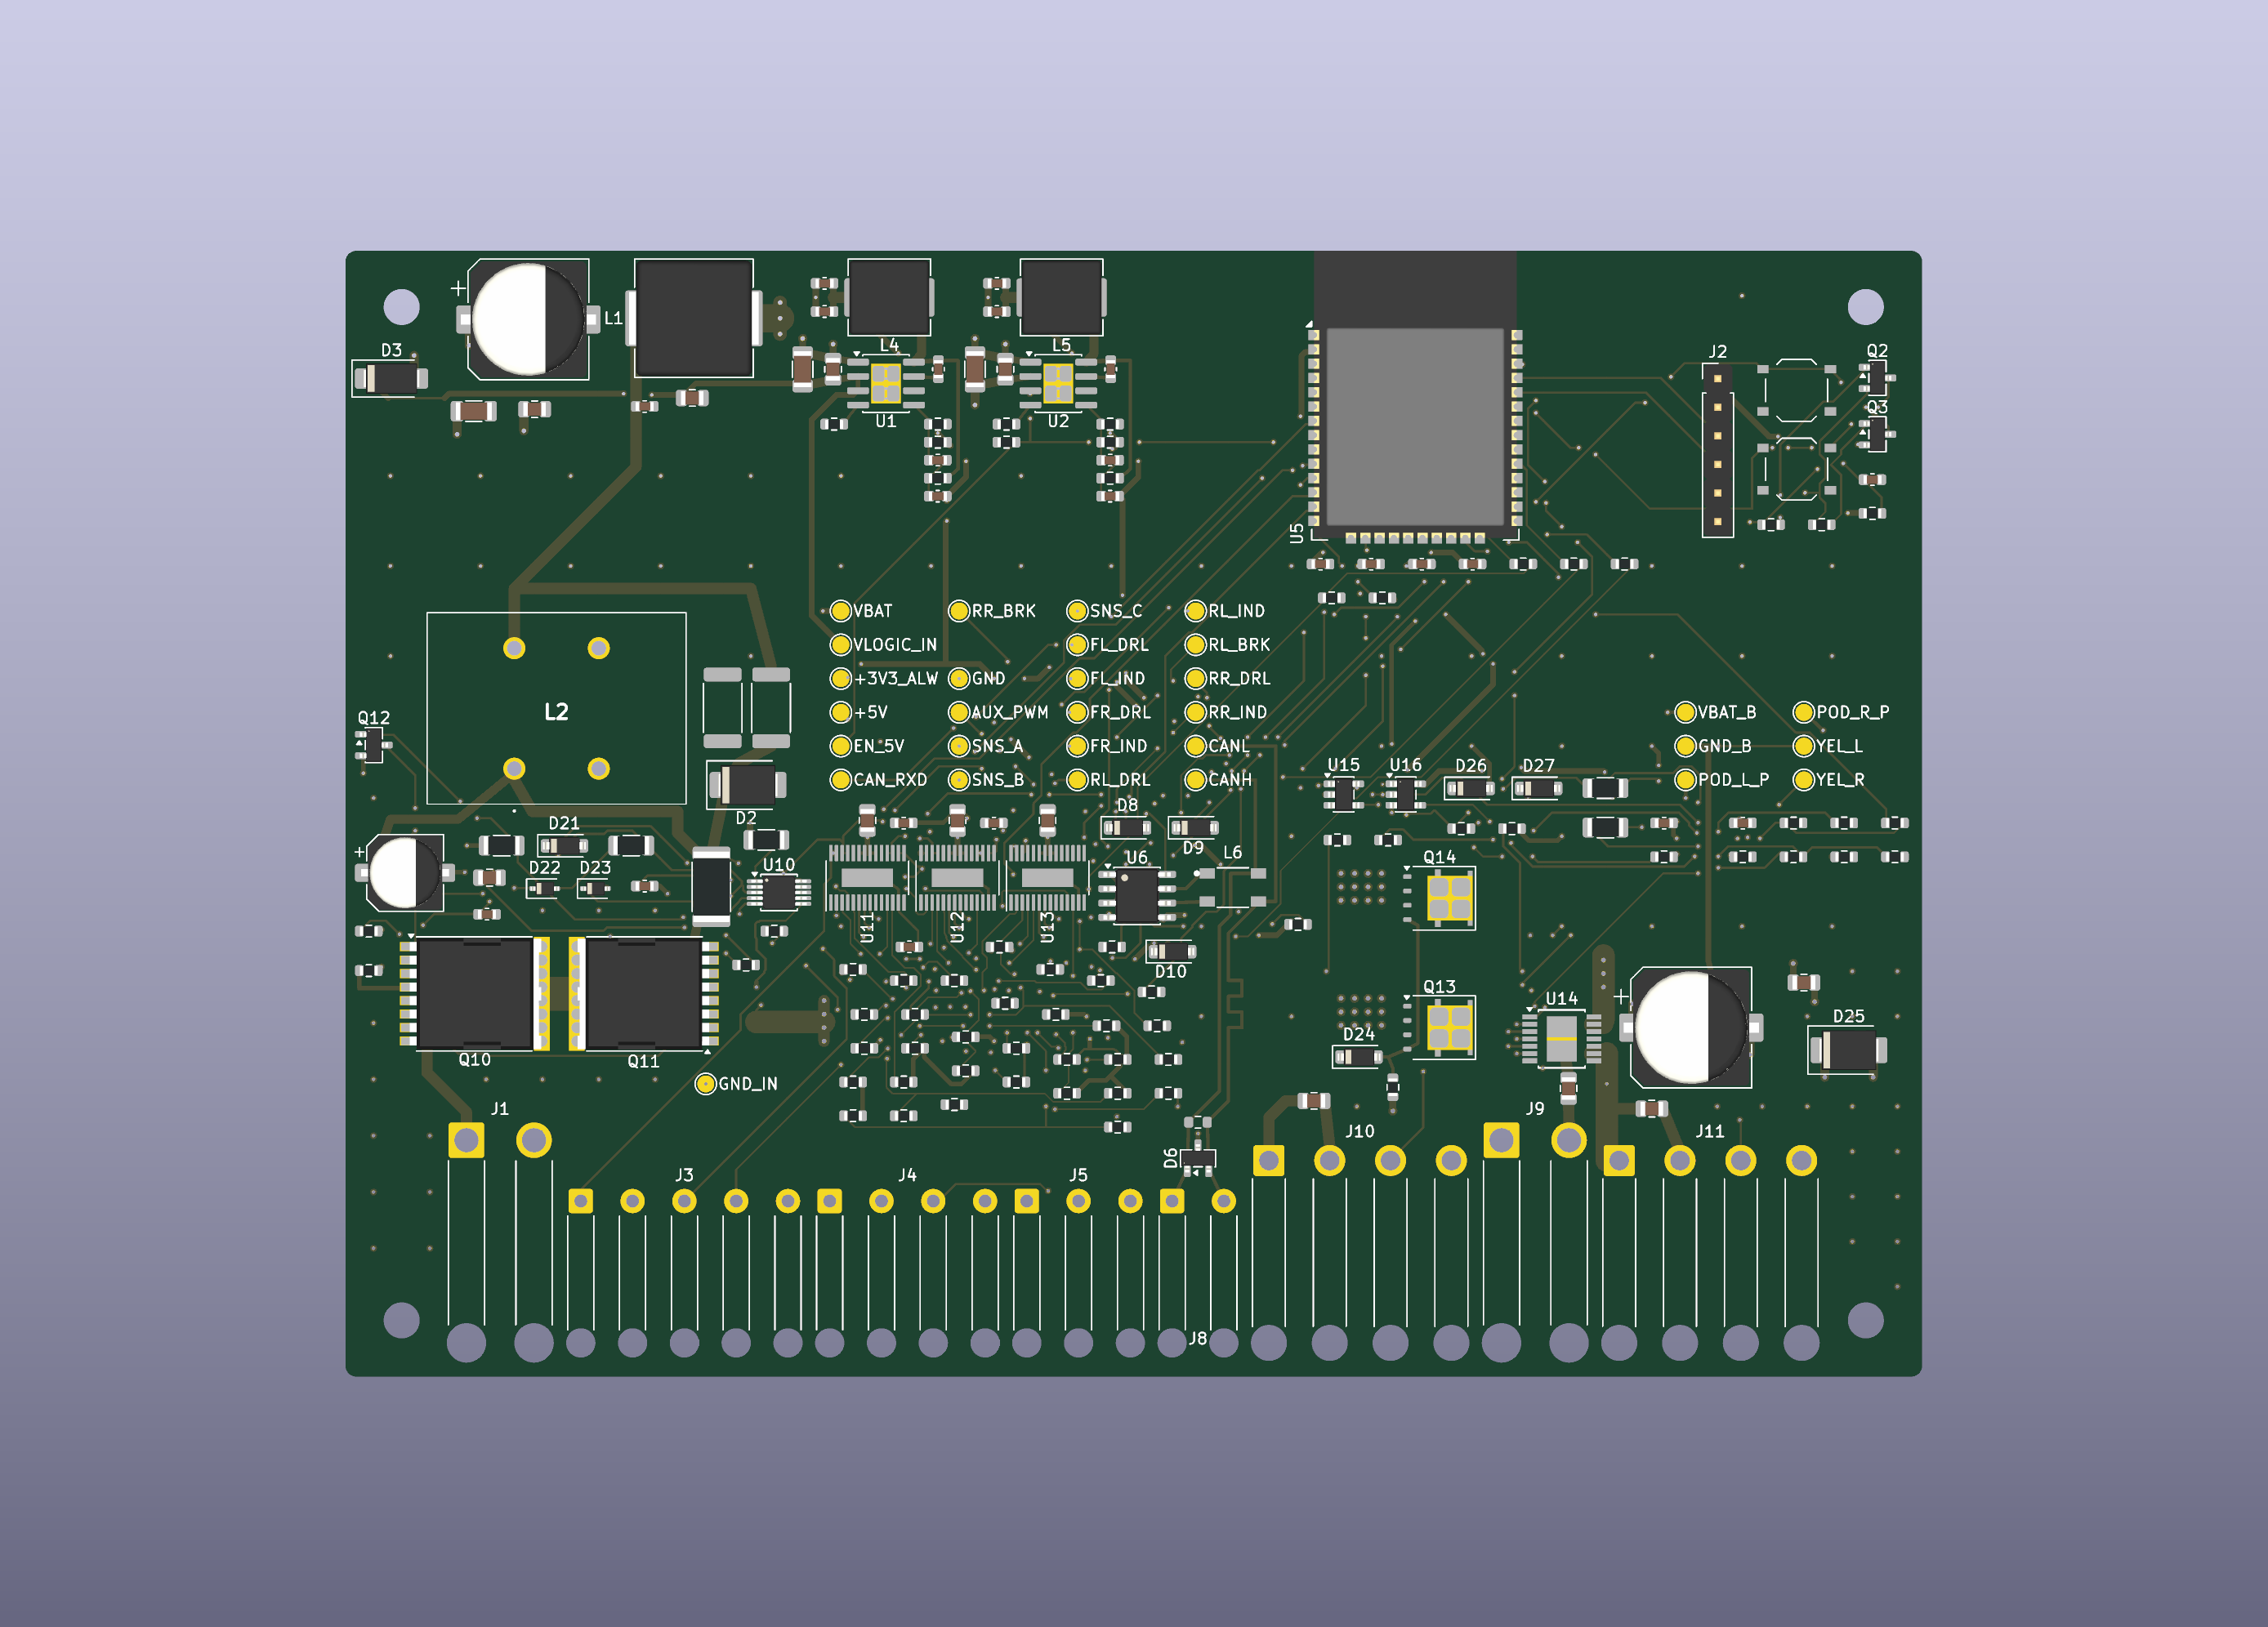 +
L1
D3
L4
L5
U1
U2
J2
Q2
Q3
U5
VBAT
RR_BRK
SNS_C
RL_IND
VLOGIC_IN
FL_DRL
RL_BRK
+3V3_ALW
GND
FL_IND
RR_DRL
+5V
AUX_PWM
FR_DRL
RR_IND
EN_5V
SNS_A
FR_IND
CANL
CAN_RXD
SNS_B
RL_DRL
CANH
VBAT_B
POD_R_P
GND_B
YEL_L
POD_L_P
YEL_R
L2
Q12
U15
U16
D26
D27
D2
D8
D21
+
D9
D22
D23
U10
U6
L6
Q14
U11
U12
U13
D10
Q13
U14
+
D25
D24
Q10
Q11
GND_IN
J1
J9
J10
J11
D6
J3
J4
J5
J8